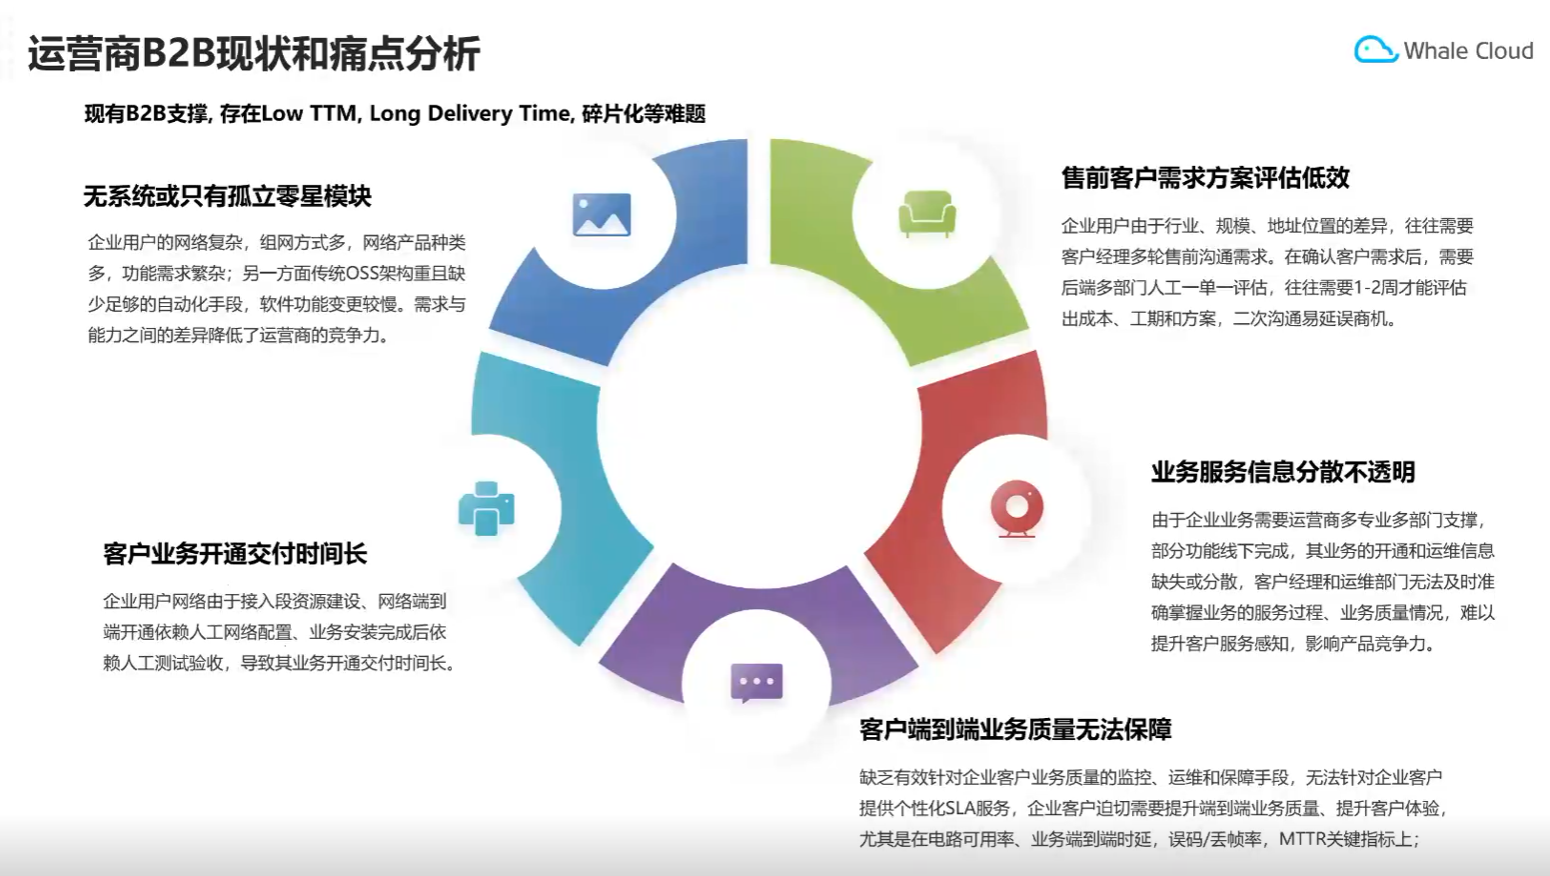 运营商B2B现状和痛点分析
Whale Cloud
现有B2B支撑, 存在Low TTM, Long Delivery Time, 碎片化等难题
无系统或只有孤立零星模块
企业用户的网络复杂，组网方式多，网络产品种类
多，功能需求繁杂；另一方面传统OSS架构重且缺
少足够的自动化手段，软件功能变更较慢。需求与
能力之间的差异降低了运营商的竞争力。
售前客户需求方案评估低效
企业用户由于行业、规模、地址位置的差异，往往需要
客户经理多轮售前沟通需求。在确认客户需求后，需要
后端多部门人工一单一评估，往往需要1-2周才能评估
出成本、工期和方案，二次沟通易延误商机。
业务服务信息分散不透明
由于企业业务需要运营商多专业多部门支撑，
部分功能线下完成，其业务的开通和运维信息
缺失或分散，客户经理和运维部门无法及时准
确掌握业务的服务过程、业务质量情况，难以
提升客户服务感知，影响产品竞争力。
客户业务开通交付时间长
企业用户网络由于接入段资源建设、网络端到
端开通依赖人工网络配置、业务安装完成后依
赖人工测试验收，导致其业务开通交付时间长。
客户端到端业务质量无法保障
缺乏有效针对企业客户业务质量的监控、运维和保障手段，无法针对企业客户
提供个性化SLA服务，企业客户迫切需要提升端到端业务质量、提升客户体验，
尤其是在电路可用率、业务端到端时延，误码/丢帧率，MTTR关键指标上；